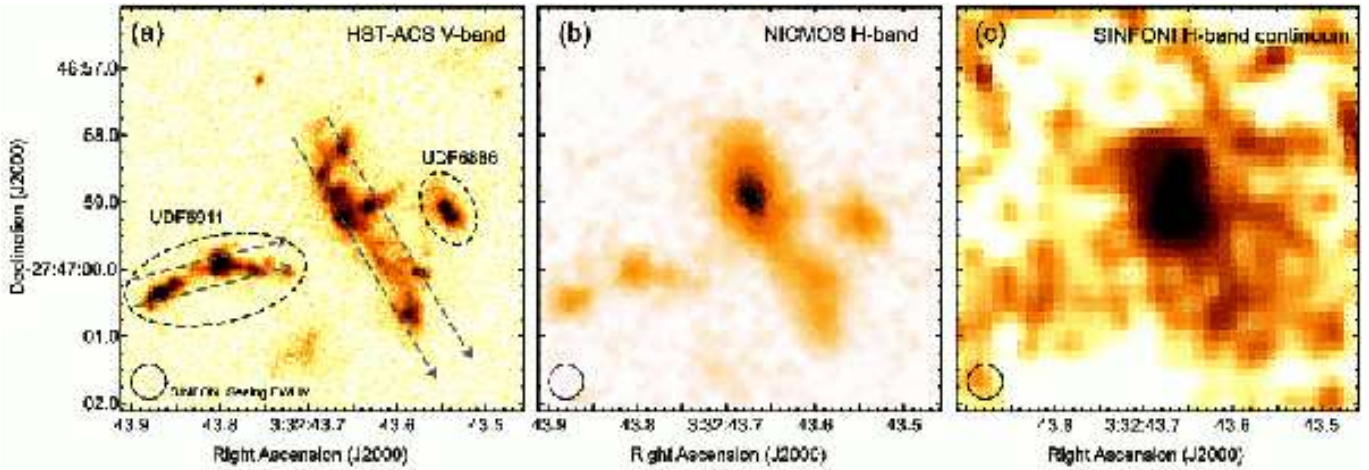 (a) HST-ACS V-band
(b) NICMOS H-band
(c) SINFONI H-band continuum
46:57.0
58.0
59.0
-27:47:00.0
01.0
02.0
Declination (J2000)
UDF6886
UDF6911
SINFONI Seeing FWHM
43.9 43.8 3:32:43.7 43.6 43.5
43.9 43.8 3:32:43.7 43.6 43.5
43.8 3:32:43.7 43.6 43.5
Right Ascension (J2000)
Right Ascension (J2000)
Right Ascension (J2000)